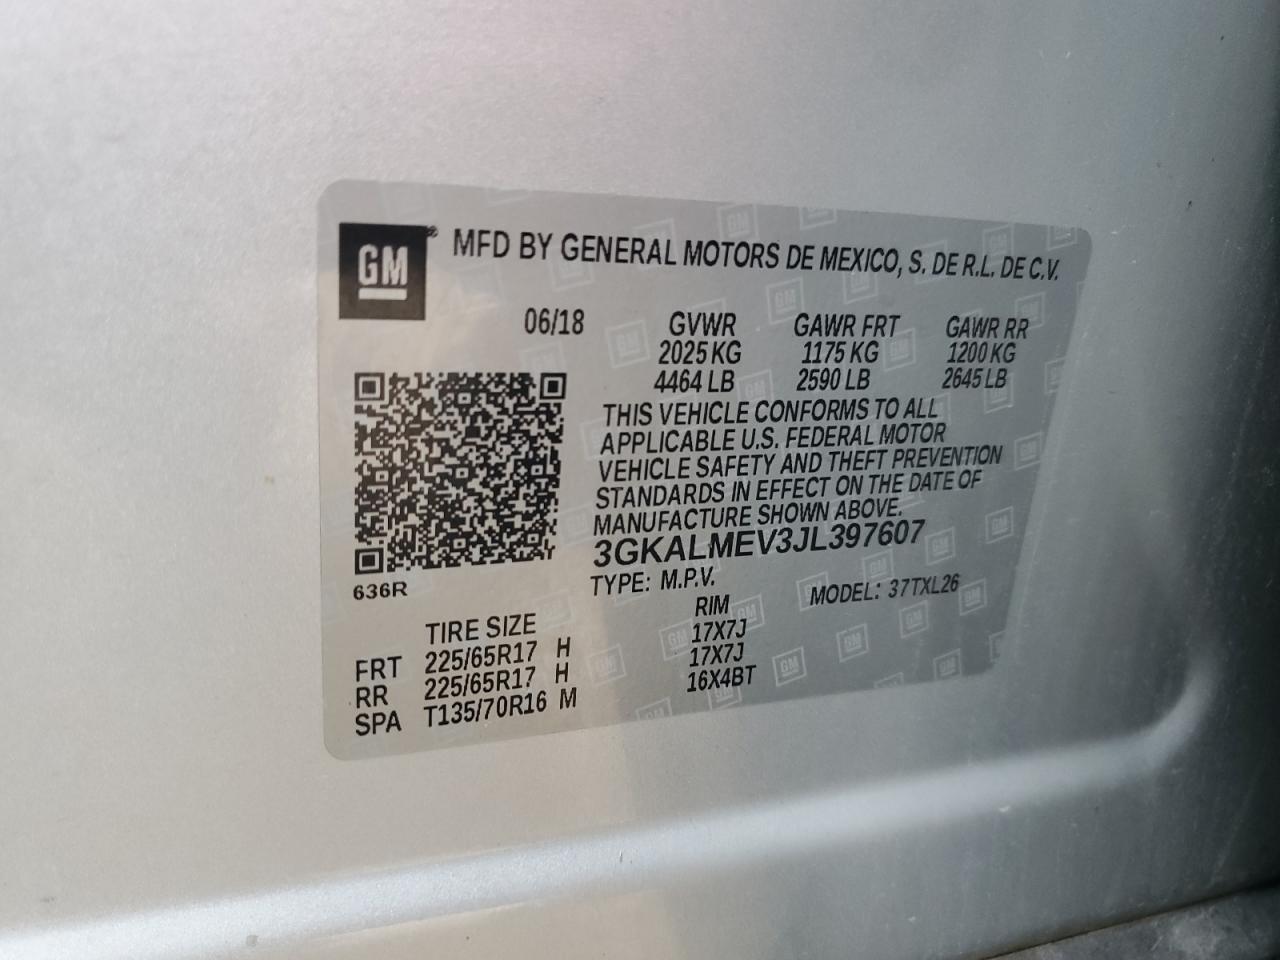 GM® MFD BY GENERAL MOTORS DE MEXICO, S. DE R.L. DE C.V.
06/18 GVWR GAWR FRT GAWR RR
2025 KG 1175 KG 1200 KG
4464 LB 2590 LB 2645 LB
THIS VEHICLE CONFORMS TO ALL
APPLICABLE U.S. FEDERAL MOTOR
VEHICLE SAFETY AND THEFT PREVENTION
STANDARDS IN EFFECT ON THE DATE OF
MANUFACTURE SHOWN ABOVE.
3GKALMEV3JL397607
636R TYPE: M.P.V. MODEL: 37TXL26
TIRE SIZE RIM
FRT 225/65R17 H 17X7J
RR 225/65R17 H 17X7J
SPA T135/70R16 M 16X4BT